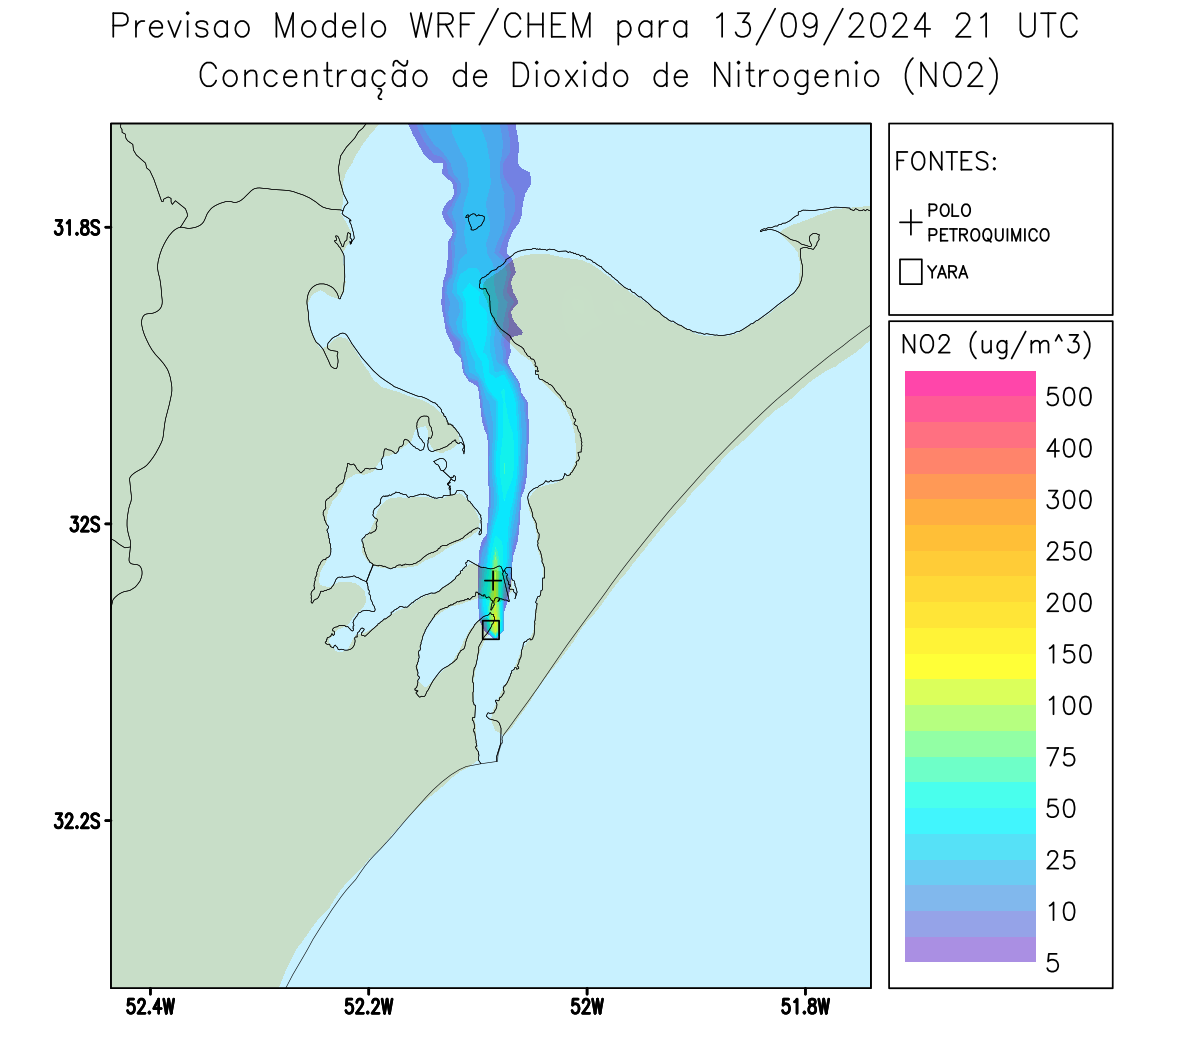 Previsao Modelo WRF/CHEM para 13/09/2024 21 UTC
Concentração de Dioxido de Nitrogenio (NO2)
FONTES:
POLO
PETROQUIMICO
YARA
31.8S
32S
32.2S
52.4W
52.2W
52W
51.8W
NO2 (ug/m^3)
500
400
300
250
200
150
100
75
50
25
10
5